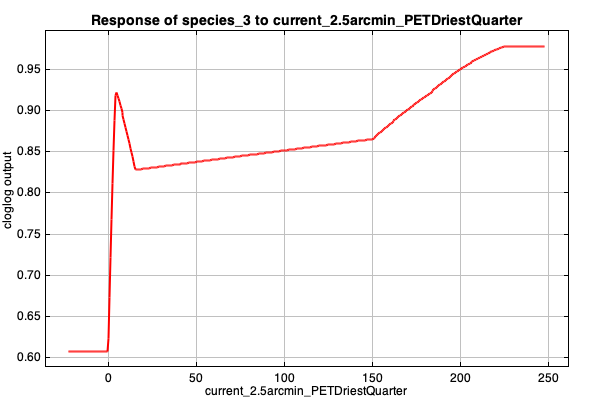 Response of species_3 to current_2.5arcmin_PETDriestQuarter
cloglog output
0.95
0.90
0.85
0.80
0.75
0.70
0.65
0.60
0 50 100 150 200 250
current_2.5arcmin_PETDriestQuarter